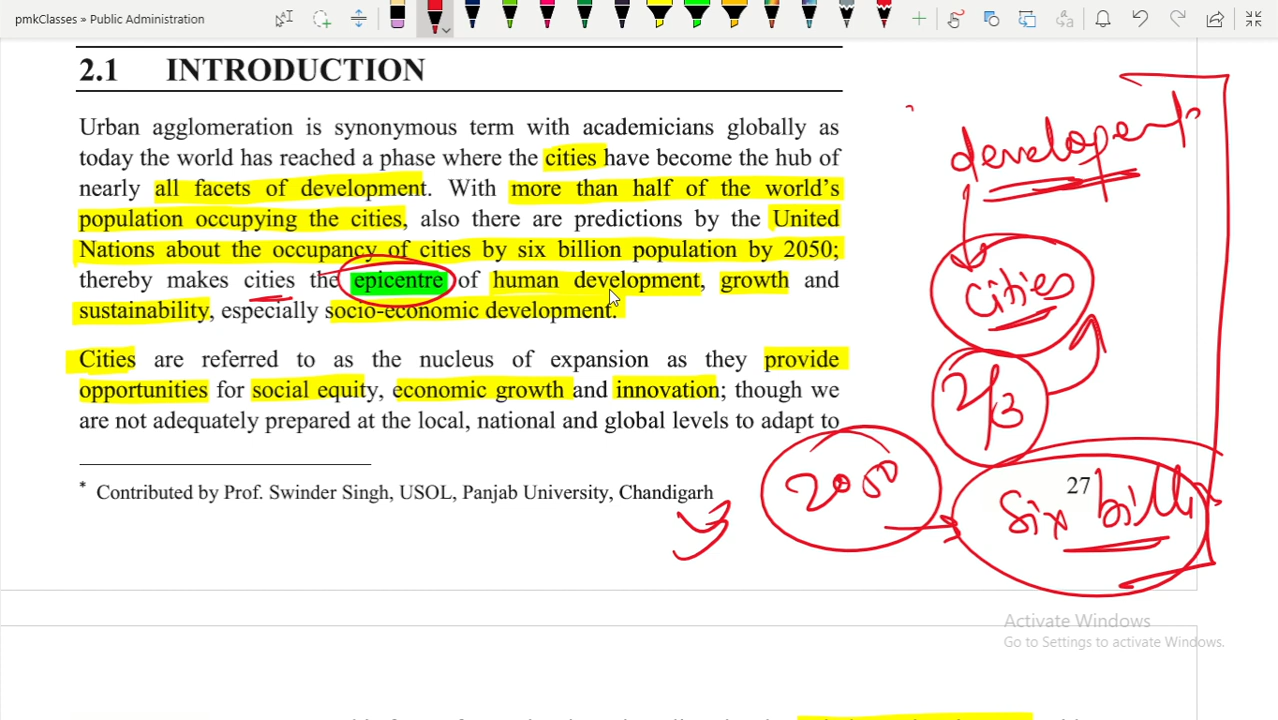 pmkClasses » Public Administration
2.1 INTRODUCTION
Urban agglomeration is synonymous term with academicians globally as
today the world has reached a phase where the cities have become the hub of
nearly all facets of development. With more than half of the world's
population occupying the cities, also there are predictions by the United
Nations about the occupancy of cities by six billion population by 2050;
thereby makes cities the epicentre of human development, growth and
sustainability, especially socio-economic development.
Cities are referred to as the nucleus of expansion as they provide
opportunities for social equity, economic growth and innovation; though we
are not adequately prepared at the local, national and global levels to adapt to
* Contributed by Prof. Swinder Singh, USOL, Panjab University, Chandigarh
27
development
Cities
2/3
2050
Six billion
Activate Windows
Go to Settings to activate Windows.